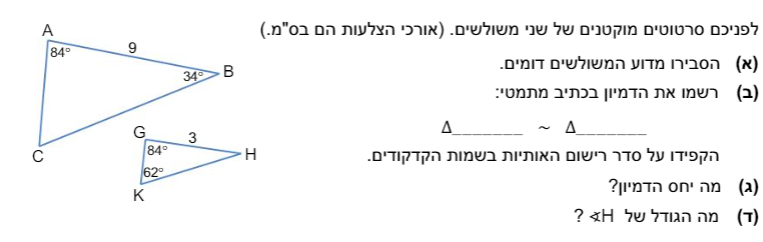 לפניכם סרטוטים מוקטנים של שני משולשים. (אורכי הצלעות הם בס"מ.)
(א) הסבירו מדוע המשולשים דומים.
(ב) רשמו את הדמיון בכתיב מתמטי:
Δ_______ ~ Δ_______
הקפידו על סדר רישום האותיות בשמות הקדקודים.
(ג) מה יחס הדמיון?
(ד) מה הגודל של ∢H ?
A
84°
9
34°
B
C
G
3
84°
H
62°
K